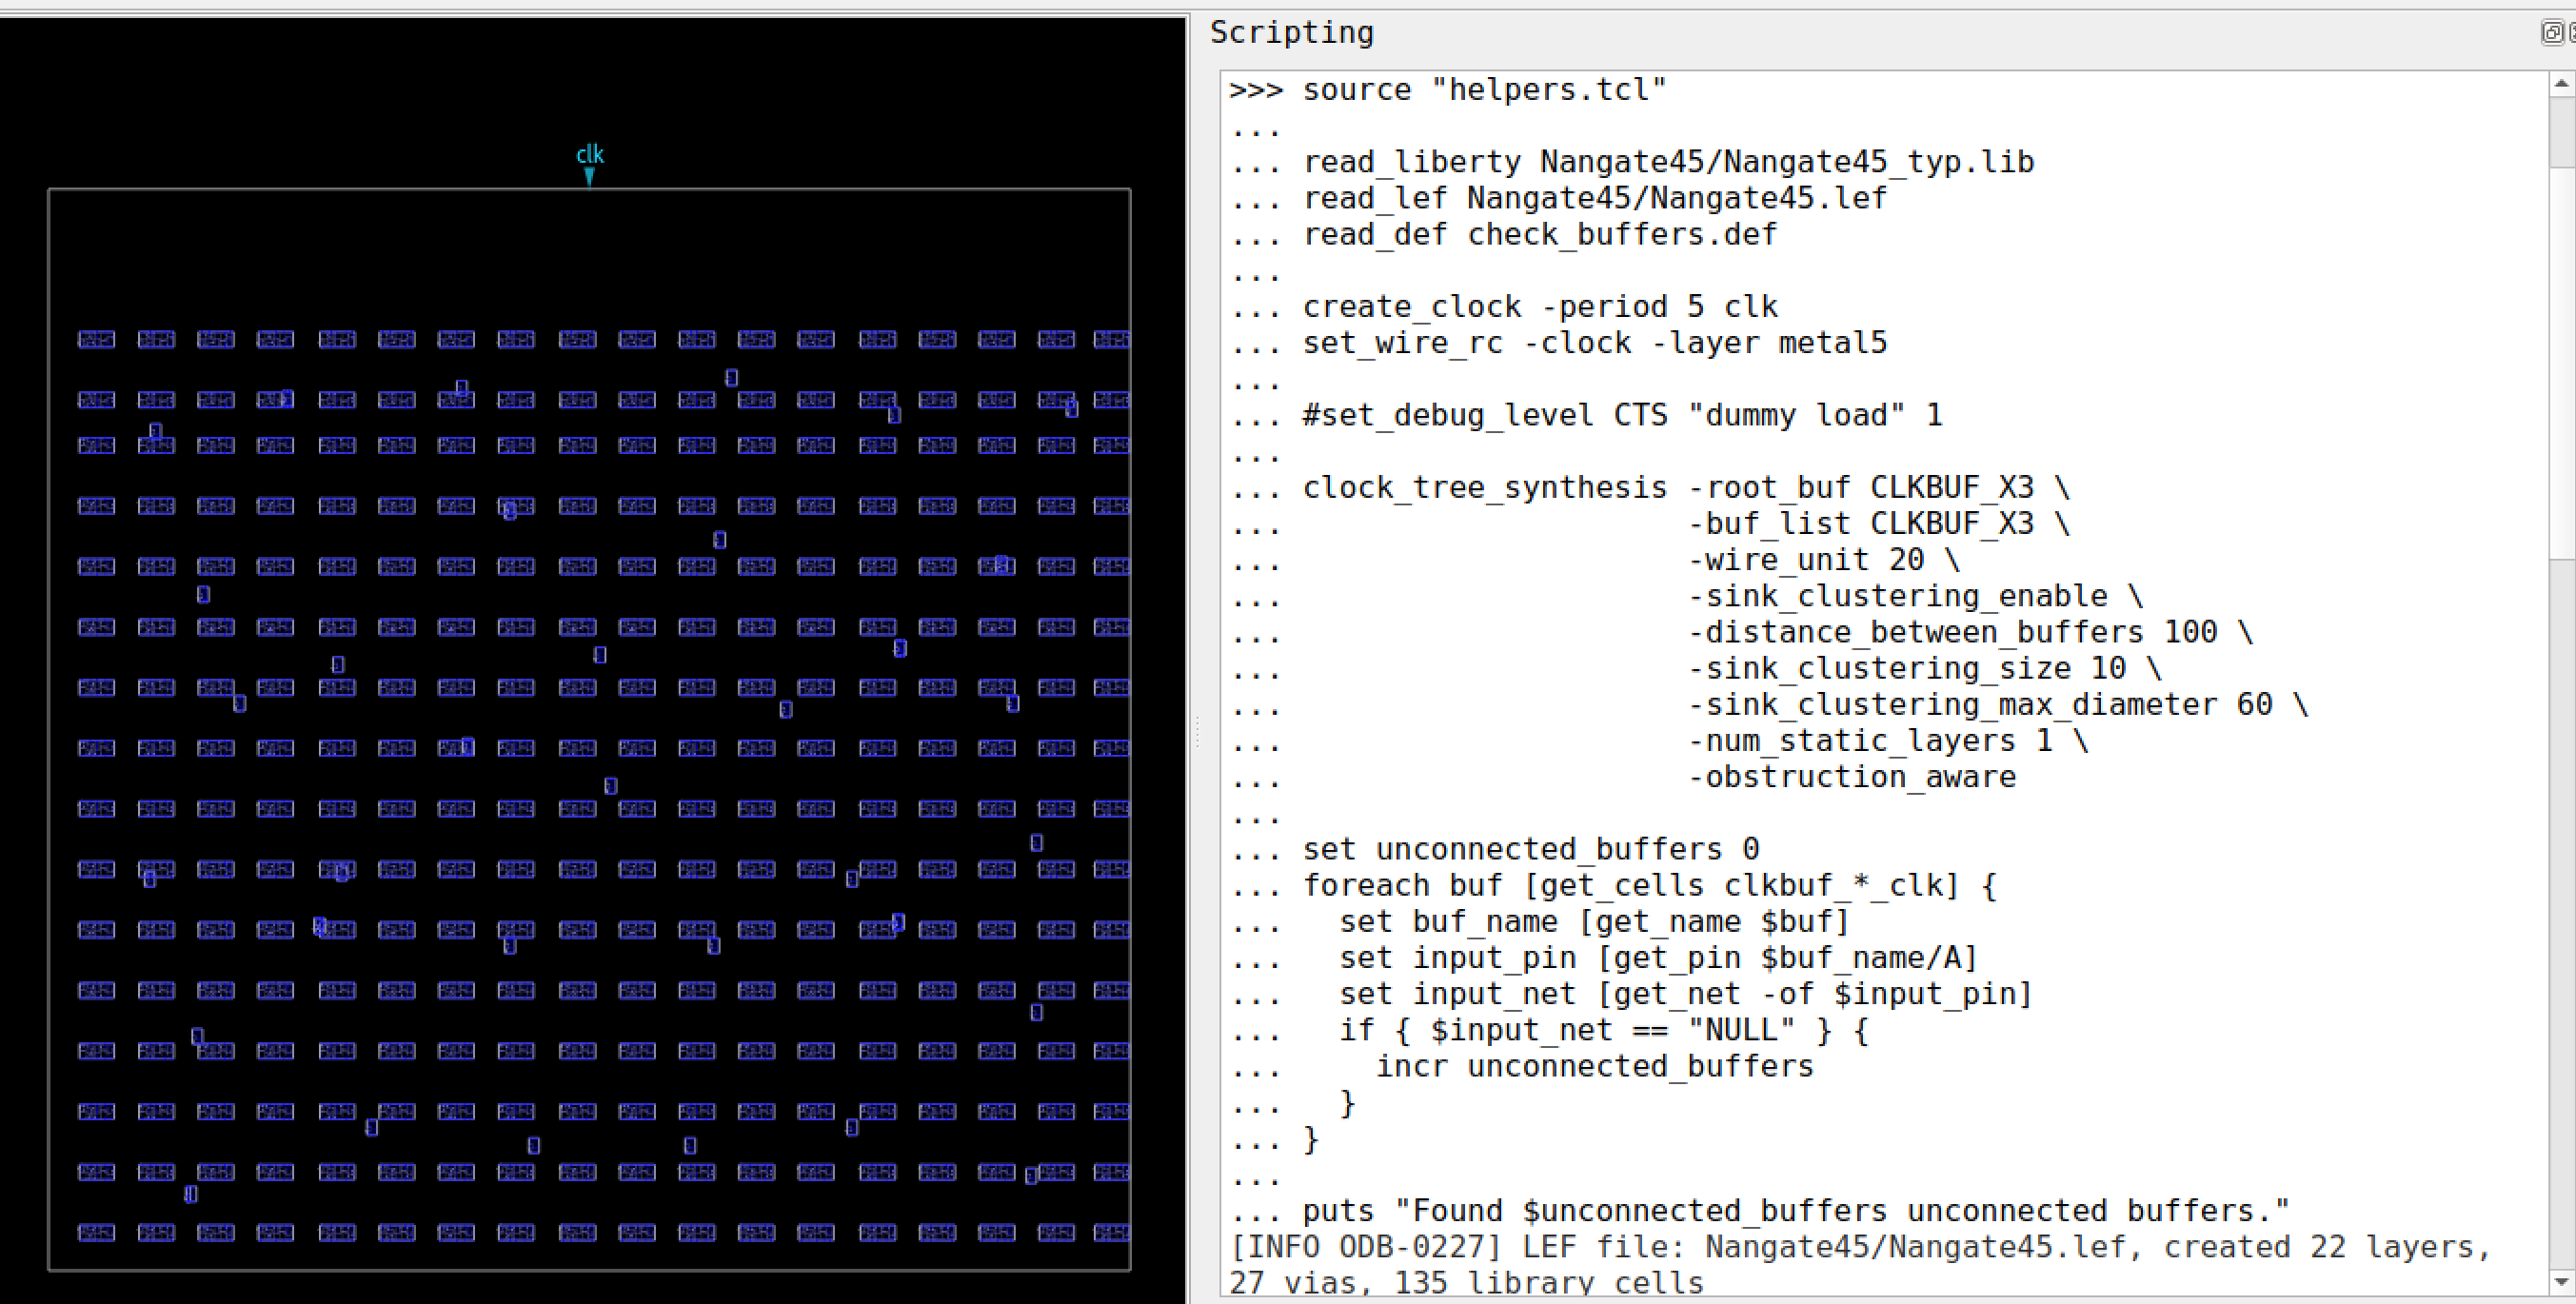 clk
Scripting
>>> source "helpers.tcl"
...
... read_liberty Nangate45/Nangate45_typ.lib
... read_lef Nangate45/Nangate45.lef
... read_def check_buffers.def
...
... create_clock -period 5 clk
... set_wire_rc -clock -layer metal5
...
... #set_debug_level CTS "dummy load" 1
...
... clock_tree_synthesis -root_buf CLKBUF_X3 \
... -buf_list CLKBUF_X3 \
... -wire_unit 20 \
... -sink_clustering_enable \
... -distance_between_buffers 100 \
... -sink_clustering_size 10 \
... -sink_clustering_max_diameter 60 \
... -num_static_layers 1 \
... -obstruction_aware
...
... set unconnected_buffers 0
... foreach buf [get_cells clkbuf_*_clk] {
... set buf_name [get_name $buf]
... set input_pin [get_pin $buf_name/A]
... set input_net [get_net -of $input_pin]
... if { $input_net == "NULL" } {
... incr unconnected_buffers
... }
... }
...
... puts "Found $unconnected_buffers unconnected buffers."
[INFO ODB-0227] LEF file: Nangate45/Nangate45.lef, created 22 layers,
27 vias, 135 library cells